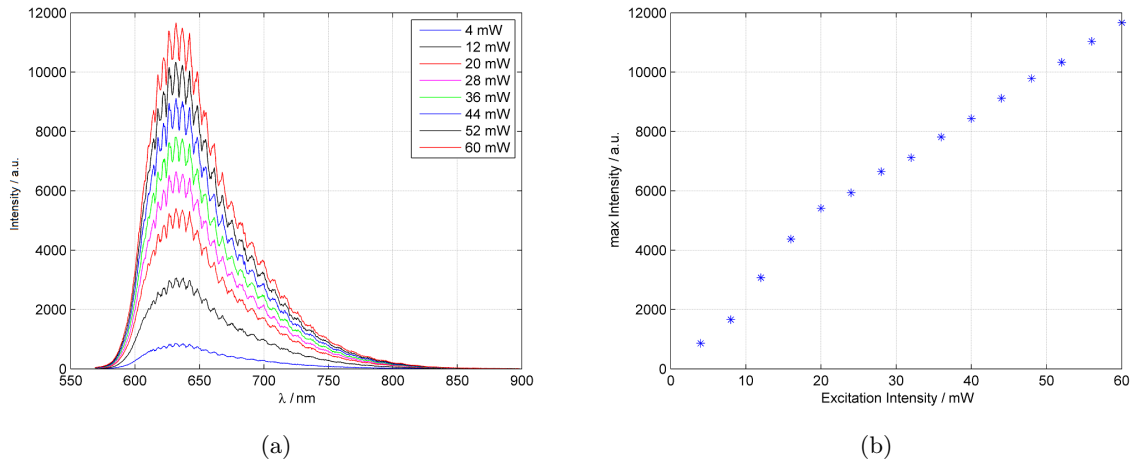 12000
10000
8000
6000
4000
2000
0
Intensity / a.u.
550 600 650 700 750 800 850 900
λ / nm
4 mW
12 mW
20 mW
28 mW
36 mW
44 mW
52 mW
60 mW
(a)
12000
10000
8000
6000
4000
2000
0
max Intensity / a.u.
0 10 20 30 40 50 60
Excitation Intensity / mW
(b)